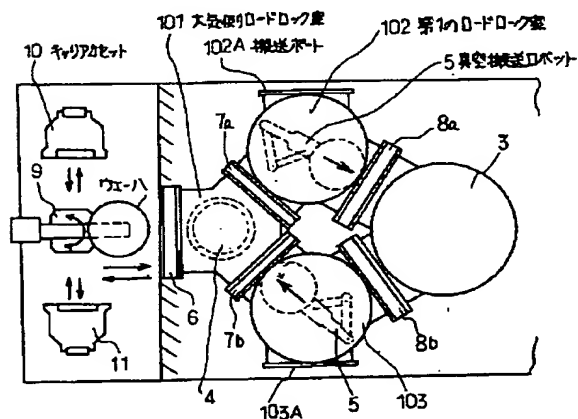 101 大気側ロードロック室
102 第1のロードロック室
10 キャリアカセット
102A 搬送ポート
5 真空搬送ロボット
7a
8a
3
9
ウェーハ
6
7b
8b
11
4
5
103
103A